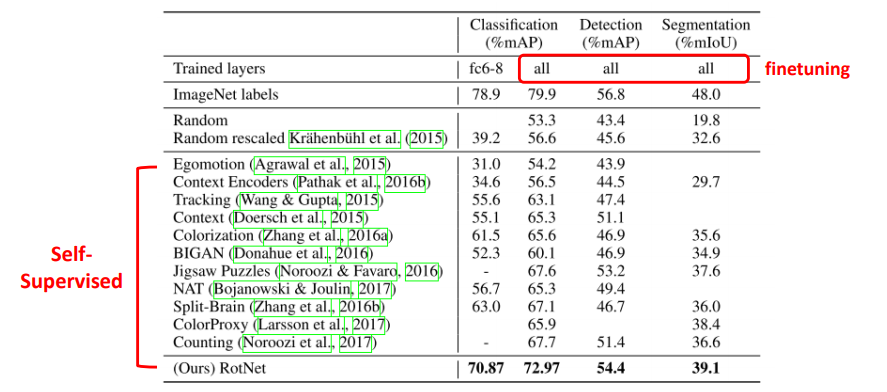 Classification Detection Segmentation
(%mAP) (%mAP) (%mIoU)
Trained layers fc6-8 all all all finetuning
ImageNet labels 78.9 79.9 56.8 48.0
Random 53.3 43.4 19.8
Random rescaled Krähenbühl et al. (2015) 39.2 56.6 45.6 32.6
Egomotion (Agrawal et al., 2015) 31.0 54.2 43.9
Context Encoders (Pathak et al., 2016b) 34.6 56.5 44.5 29.7
Tracking (Wang & Gupta, 2015) 55.6 63.1 47.4
Context (Doersch et al., 2015) 55.1 65.3 51.1
Colorization (Zhang et al., 2016a) 61.5 65.6 46.9 35.6
Self-
Supervised
BIGAN (Donahue et al., 2016) 52.3 60.1 46.9 34.9
Jigsaw Puzzles (Noroozi & Favaro, 2016) - 67.6 53.2 37.6
NAT (Bojanowski & Joulin, 2017) 56.7 65.3 49.4
Split-Brain (Zhang et al., 2016b) 63.0 67.1 46.7 36.0
ColorProxy (Larsson et al., 2017) 65.9 38.4
Counting (Noroozi et al., 2017) - 67.7 51.4 36.6
(Ours) RotNet 70.87 72.97 54.4 39.1